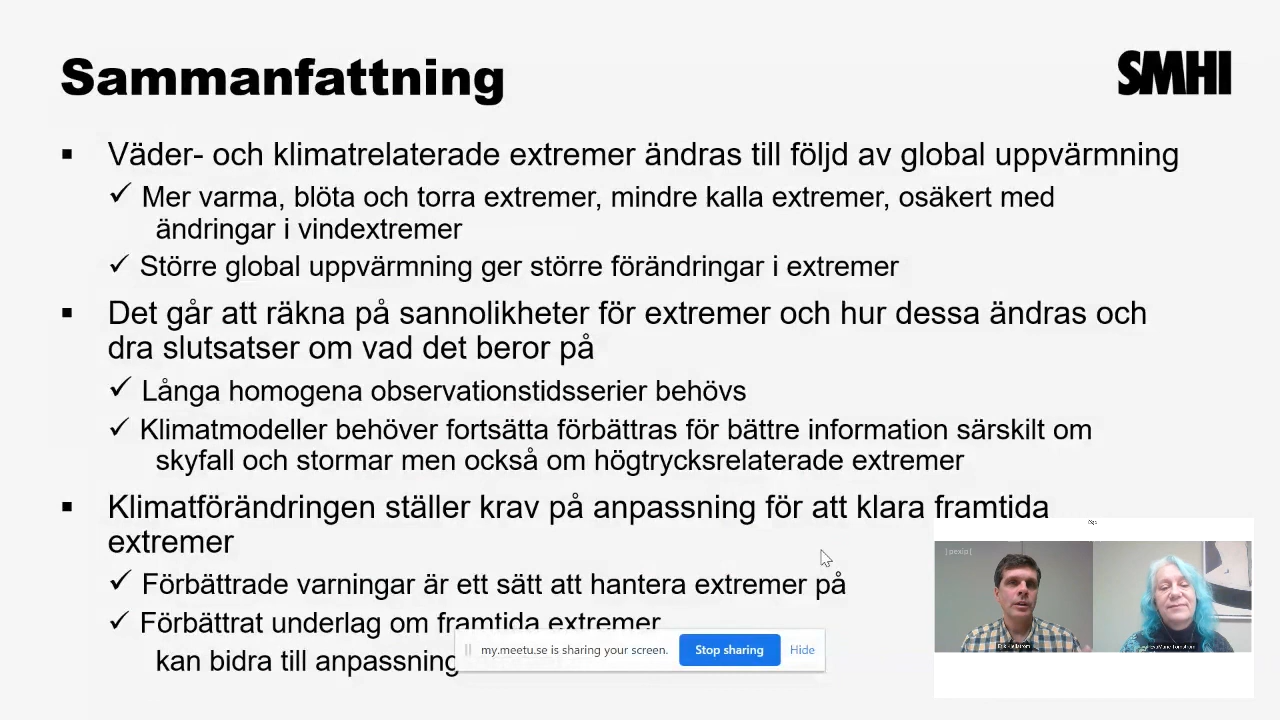 Sammanfattning
SMHI
Väder- och klimatrelaterade extremer ändras till följd av global uppvärmning
Mer varma, blöta och torra extremer, mindre kalla extremer, osäkert med
ändringar i vindextremer
Större global uppvärmning ger större förändringar i extremer
Det går att räkna på sannolikheter för extremer och hur dessa ändras och
dra slutsatser om vad det beror på
Långa homogena observationstidsserier behövs
Klimatmodeller behöver fortsätta förbättras för bättre information särskilt om
skyfall och stormar men också om högtrycksrelaterade extremer
Klimatförändringen ställer krav på anpassning för att klara framtida
extremer
Förbättrade varningar är ett sätt att hantera extremer på
Förbättrat underlag om framtida extremer
kan bidra till anpassning
my.meetu.se is sharing your screen.
Stop sharing
Hide
[pexip]